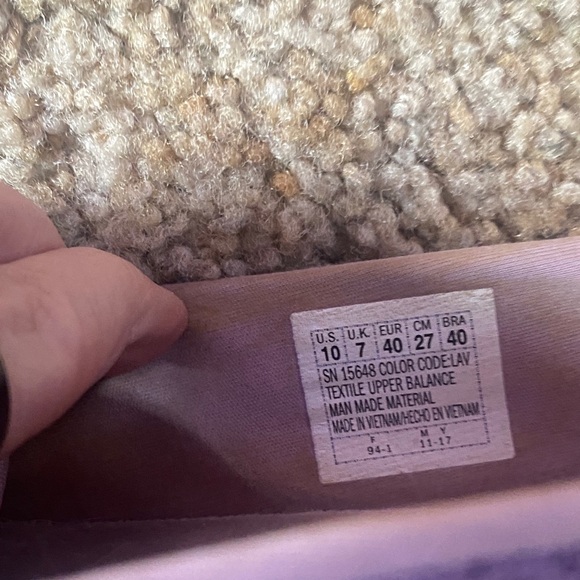 U.S. U.K. EUR CM BRA
10 7 40 27 40
SN 15648 COLOR CODE:LAV
TEXTILE UPPER BALANCE
MAN MADE MATERIAL
MADE IN VIETNAM/HECHO EN VIETNAM
F M Y
94-1 11-17